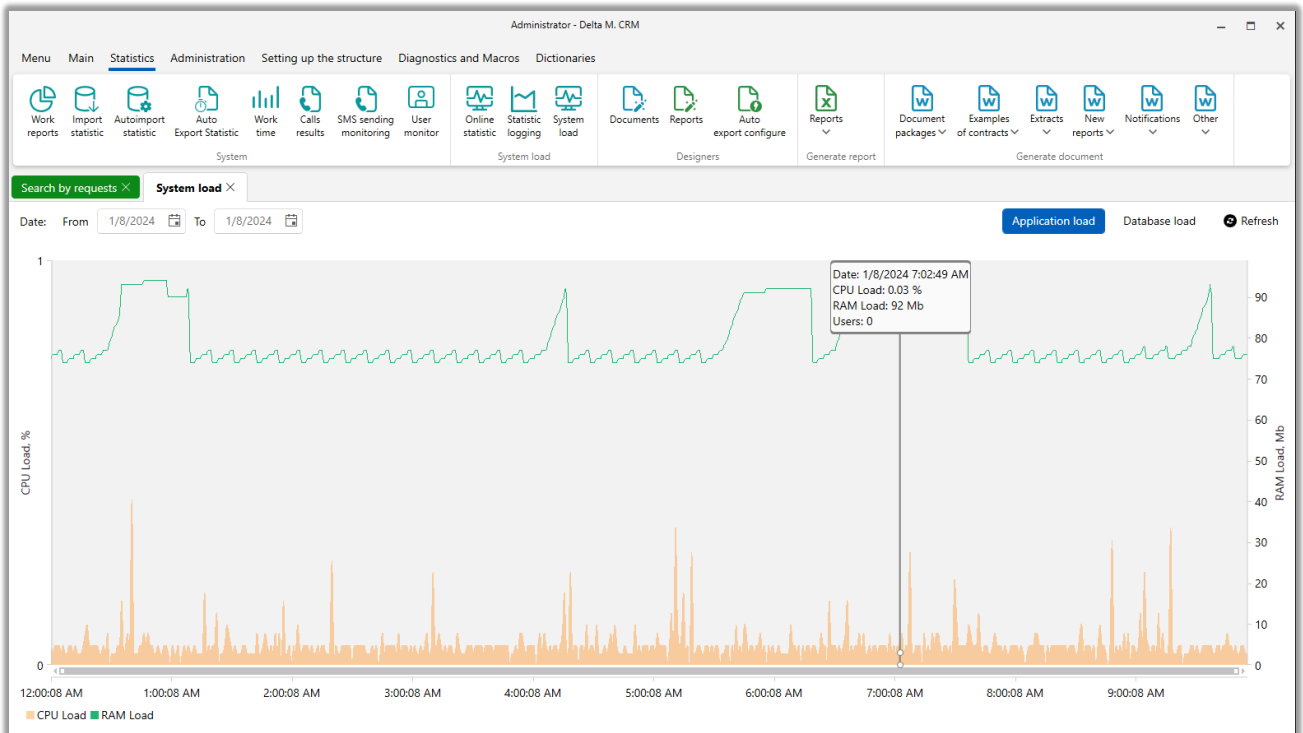 Administrator - Delta M. CRM
Menu Main Statistics Administration Setting up the structure Diagnostics and Macros Dictionaries
Work reports
Import statistic
Autoimport statistic
Auto Export Statistic
Work time
Calls results
SMS sending monitoring
User monitor
Online statistic
Statistic logging
System load
Documents
Reports
Auto export configure
Reports
Document packages
Examples of contracts
Extracts
New reports
Notifications
Other
System
System load
Designers
Generate report
Generate document
Search by requests
System load
Date: From 1/8/2024 To 1/8/2024
Application load Database load Refresh
Date: 1/8/2024 7:02:49 AM
CPU Load: 0.03 %
RAM Load: 92 Mb
Users: 0
1
0
CPU Load, %
90
80
70
60
50
40
30
20
10
0
RAM Load, Mb
12:00:08 AM 1:00:08 AM 2:00:08 AM 3:00:08 AM 4:00:08 AM 5:00:08 AM 6:00:08 AM 7:00:08 AM 8:00:08 AM 9:00:08 AM
CPU Load RAM Load